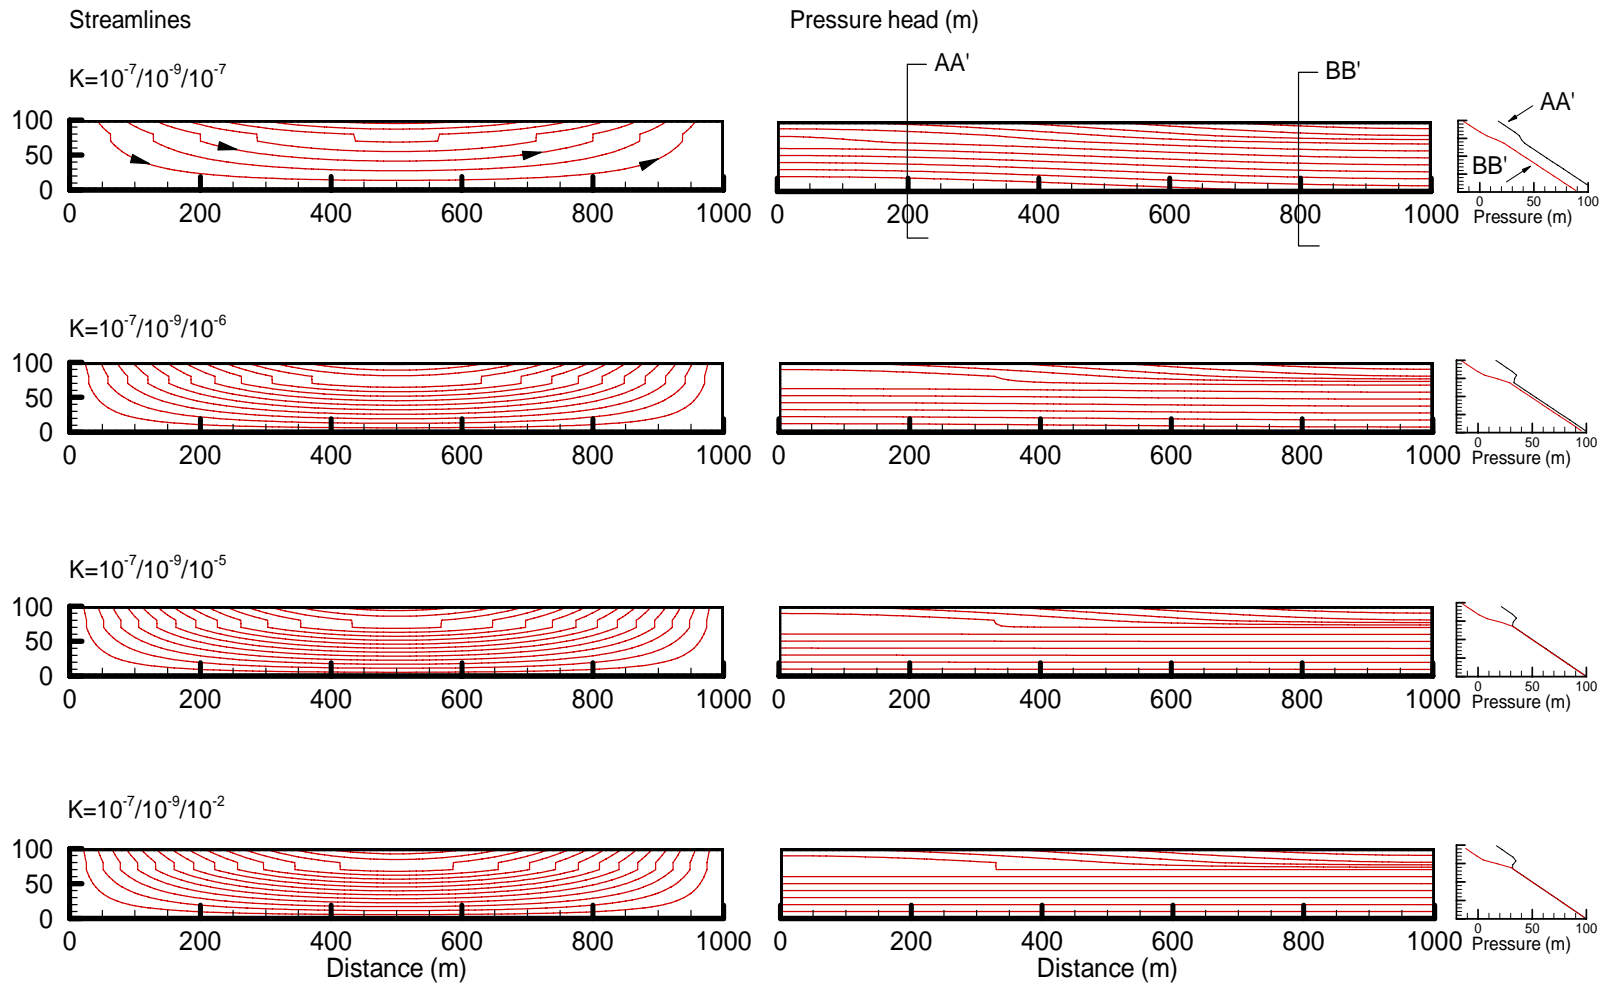 Streamlines Pressure head (m)
K=10⁻⁷/10⁻⁹/10⁻⁷
AA' BB' AA'
100
50
0
0 200 400 600 800 1000
0 200 400 600 800 1000
BB'
0 50 100
Pressure (m)
K=10⁻⁷/10⁻⁹/10⁻⁶
100
50
0
0 200 400 600 800 1000
0 200 400 600 800 1000
0 50 100
Pressure (m)
K=10⁻⁷/10⁻⁹/10⁻⁵
100
50
0
0 200 400 600 800 1000
0 200 400 600 800 1000
0 50 100
Pressure (m)
K=10⁻⁷/10⁻⁹/10⁻²
100
50
0
0 200 400 600 800 1000
0 200 400 600 800 1000
0 50 100
Pressure (m)
Distance (m) Distance (m)